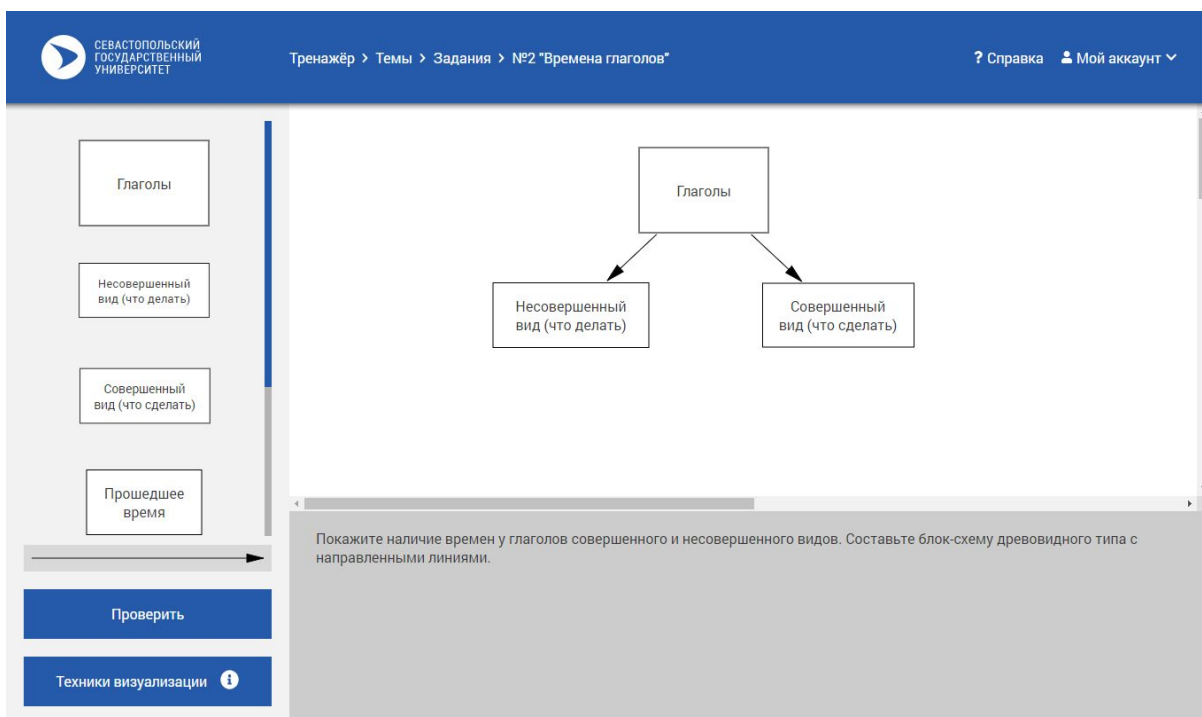 СЕВАСТОПОЛЬСКИЙ
ГОСУДАРСТВЕННЫЙ
УНИВЕРСИТЕТ
Тренажёр > Темы > Задания > №2 "Времена глаголов"
? Справка
Мой аккаунт
Глаголы
Несовершенный
вид (что делать)
Совершенный
вид (что сделать)
Прошедшее
время
Проверить
Техники визуализации
Глаголы
Несовершенный
вид (что делать)
Совершенный
вид (что сделать)
Покажите наличие времен у глаголов совершенного и несовершенного видов. Составьте блок-схему древовидного типа с
направленными линиями.